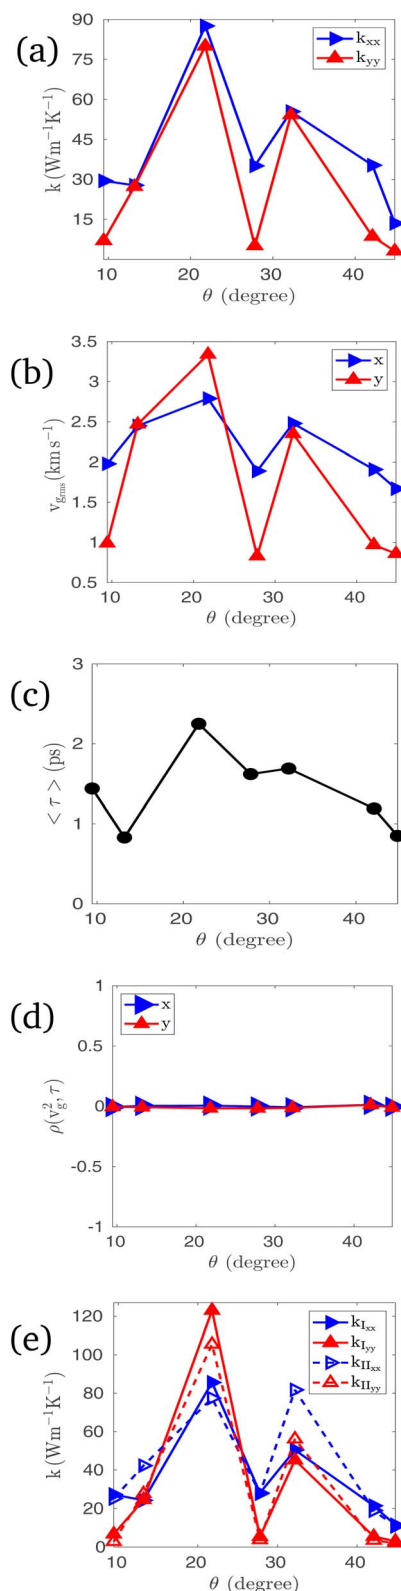 (a)
90
75
60
45
30
15
k (Wm⁻¹K⁻¹)
k_xx
k_yy
10 20 30 40
θ (degree)
(b)
3.5
3
2.5
2
1.5
1
0.5
v_g_rms (km s⁻¹)
x
y
10 20 30 40
θ (degree)
(c)
3
2
1
0
< τ > (ps)
10 20 30 40
θ (degree)
(d)
1
0.5
0
-0.5
-1
ρ(v_g², τ)
x
y
10 20 30 40
θ (degree)
(e)
120
100
80
60
40
20
0
k (Wm⁻¹K⁻¹)
k_I_xx
k_I_yy
k_II_xx
k_II_yy
10 20 30 40
θ (degree)